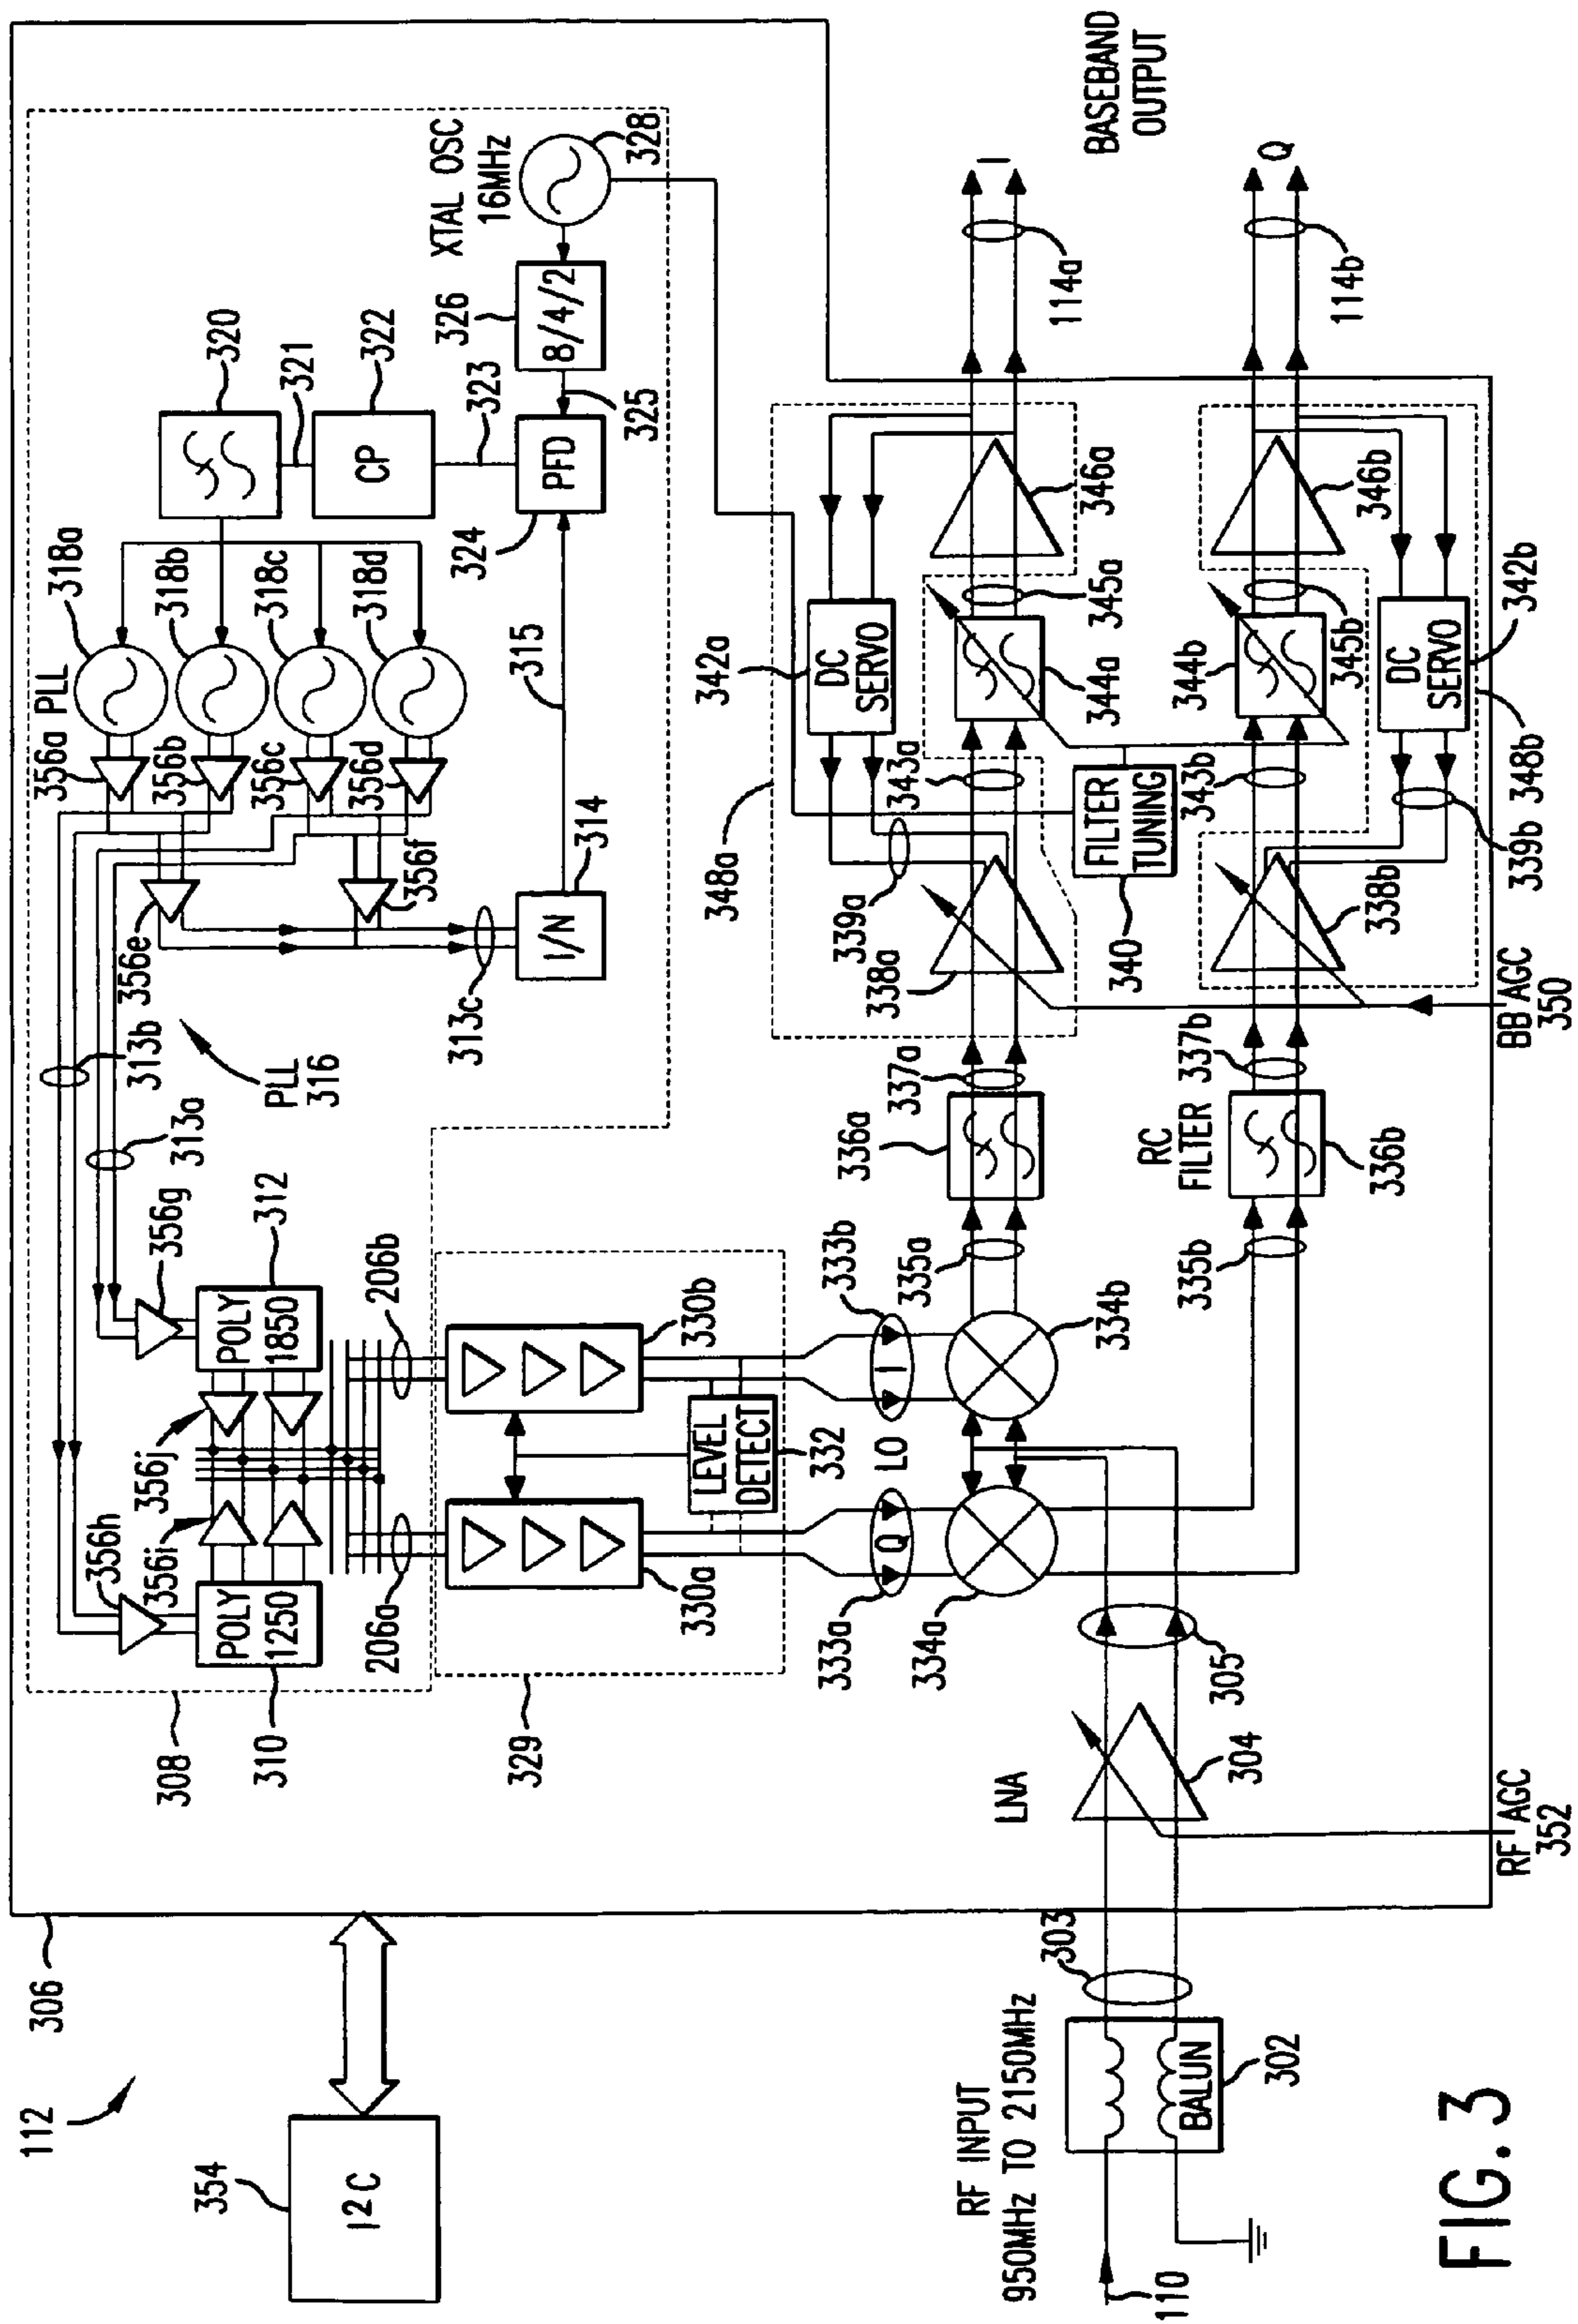 112
306
354
I²C
308
310
POLY
1250
356h
356i
356j
356g
POLY
1850
312
313b
313a
PLL
316
356a
356b
356c
356d
PLL
318a
318b
318c
318d
356e
356f
313c
I/N
314
315
320
321
CP
322
323
PFD
324
325
8/4/2
326
XTAL OSC
16MHz
328
206a
206b
329
330a
330b
LEVEL
DETECT
332
LO
Q
I
333a
333b
334a
334b
335a
335b
336a
RC
FILTER
336b
337a
337b
348a
338a
339a
DC
SERVO
342a
343a
344a
345a
346a
FILTER
TUNING
340
338b
339b
343b
344b
345b
DC
SERVO
342b
346b
348b
BB AGC
350
114a
I
BASEBAND
OUTPUT
114b
Q
RF INPUT
950MHz TO 2150MHz
110
BALUN
302
303
LNA
304
305
RF AGC
352
FIG.3